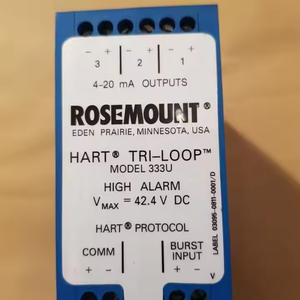 + - + - + -
3 2 1
4-20 mA OUTPUTS
ROSEMOUNT®
EDEN PRAIRIE, MINNESOTA, USA
HART® TRI-LOOP™
MODEL 333U
HIGH ALARM
VMAX = 42.4 V DC
HART® PROTOCOL
COMM BURST INPUT
+ - + -
LABEL 03095-0811-0001/D
V